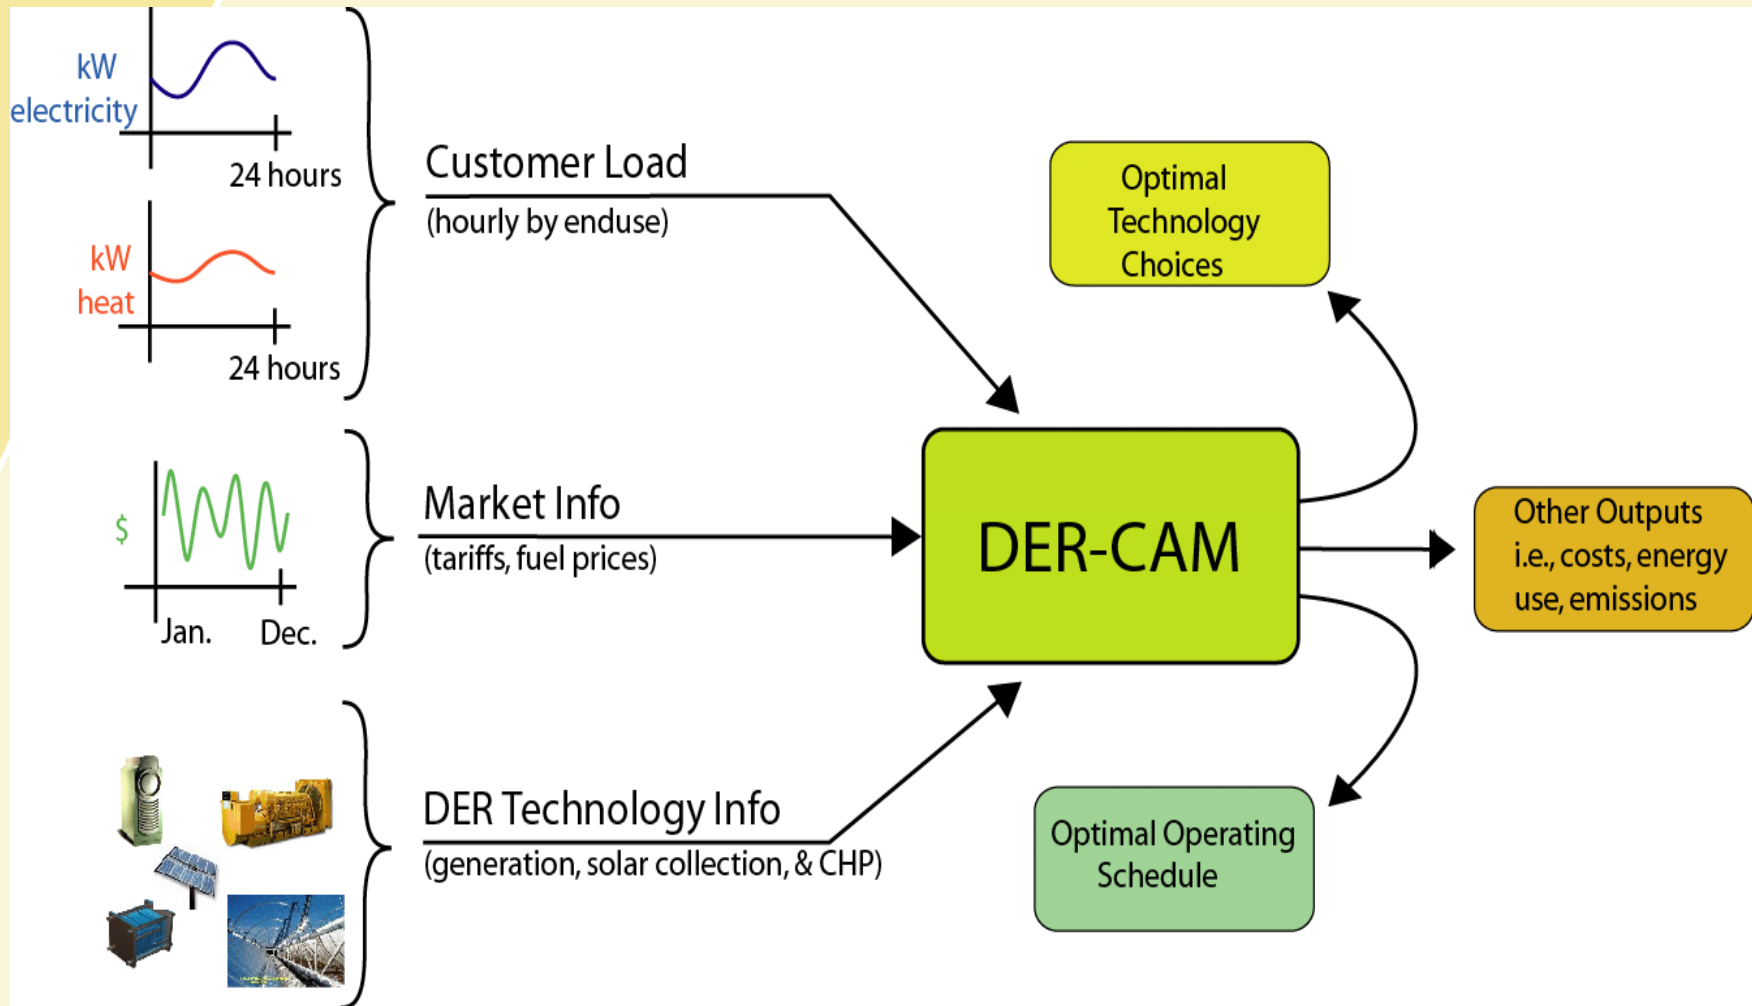 kW
electricity
24 hours
kW
heat
24 hours
Customer Load
(hourly by enduse)
$
Jan. Dec.
Market Info
(tariffs, fuel prices)
DER Technology Info
(generation, solar collection, & CHP)
DER-CAM
Optimal
Technology
Choices
Other Outputs
i.e., costs, energy
use, emissions
Optimal Operating
Schedule